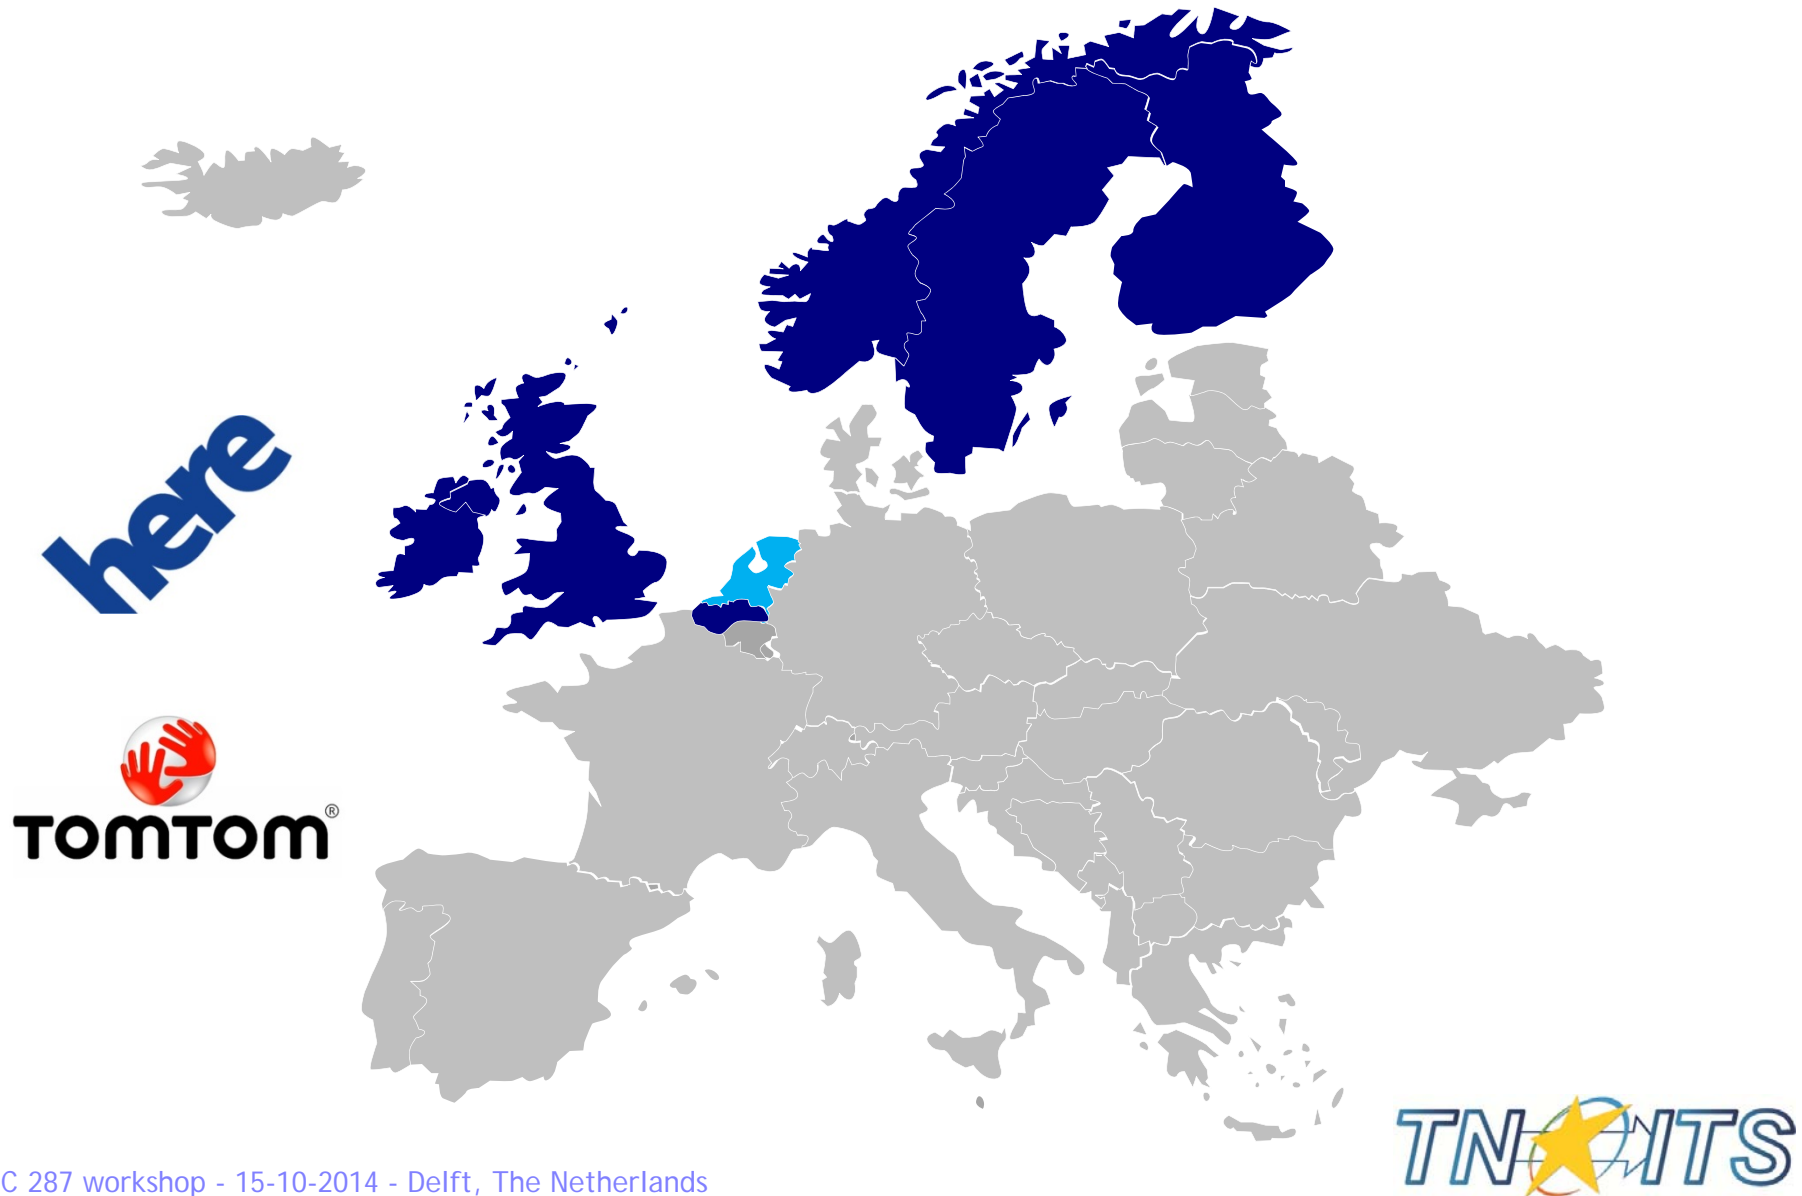 here
TOMTOM®
TN ITS
C 287 workshop - 15-10-2014 - Delft, The Netherlands